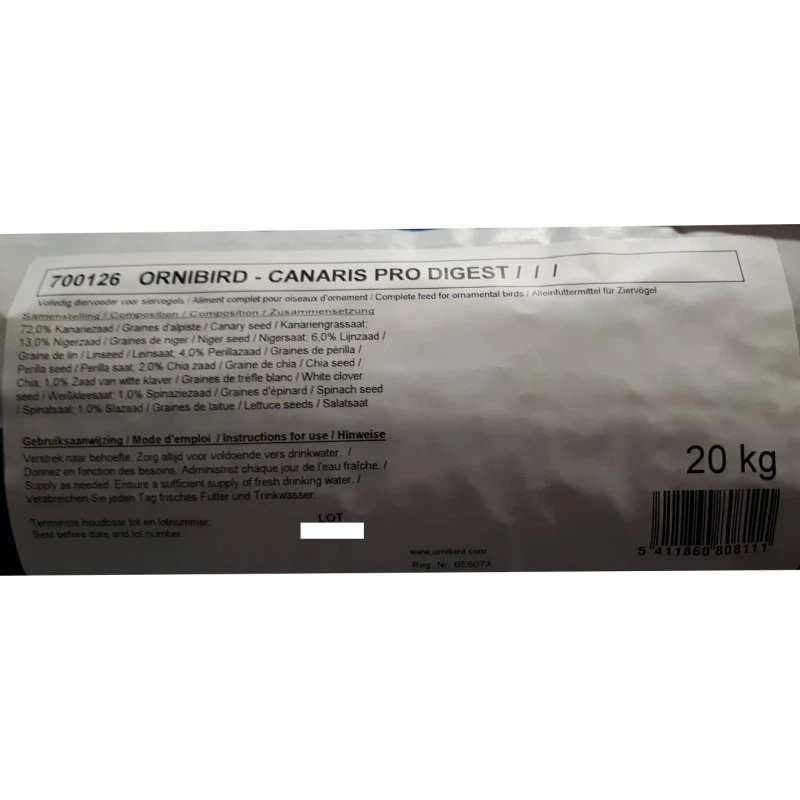 700126 ORNIBIRD - CANARIS PRO DIGEST / / /
Volledig diervoeder voor siervogels / Aliment complet pour oiseaux d'ornement / Complete feed for ornamental birds / Alleinfuttermittel für Ziervögel
Samenstelling / Composition / Composition / Zusammensetzung
72,0% Kanariezaad / Graines d'alpiste / Canary seed / Kanariengrassaat;
13,0% Nigerzaad / Graines de niger / Niger seed / Nigersaat; 6,0% Lijnzaad /
Graine de lin / Linseed / Leinsaat; 4,0% Perillazaad / Graines de périlla /
Perilla seed / Perilla saat; 2,0% Chia zaad / Graine de chia / Chia seed /
Chia; 1,0% Zaad van witte klaver / Graines de trèfle blanc / White clover
seed / Weißkleesaat; 1,0% Spinaziezaad / Graines d'épinard / Spinach seed
/ Spinatsaat; 1,0% Slazaad / Graines de laitue / Lettuce seeds / Salatsaat
Gebruiksaanwijzing / Mode d'emploi / Instructions for use / Hinweise
Verstrek naar behoefte. Zorg altijd voor voldoende vers drinkwater. /
Donnez en fonction des besoins. Administrez chaque jour de l'eau fraîche. /
Supply as needed. Ensure a sufficient supply of fresh drinking water. /
Verabreichen Sie jeden Tag frisches Futter und Trinkwasser.
20 kg
Tenminste houdbaar tot en lotnummer:
Best before date and lot number:
LOT
www.ornibird.com
Reg. Nr. BE6073
5 411860 808111